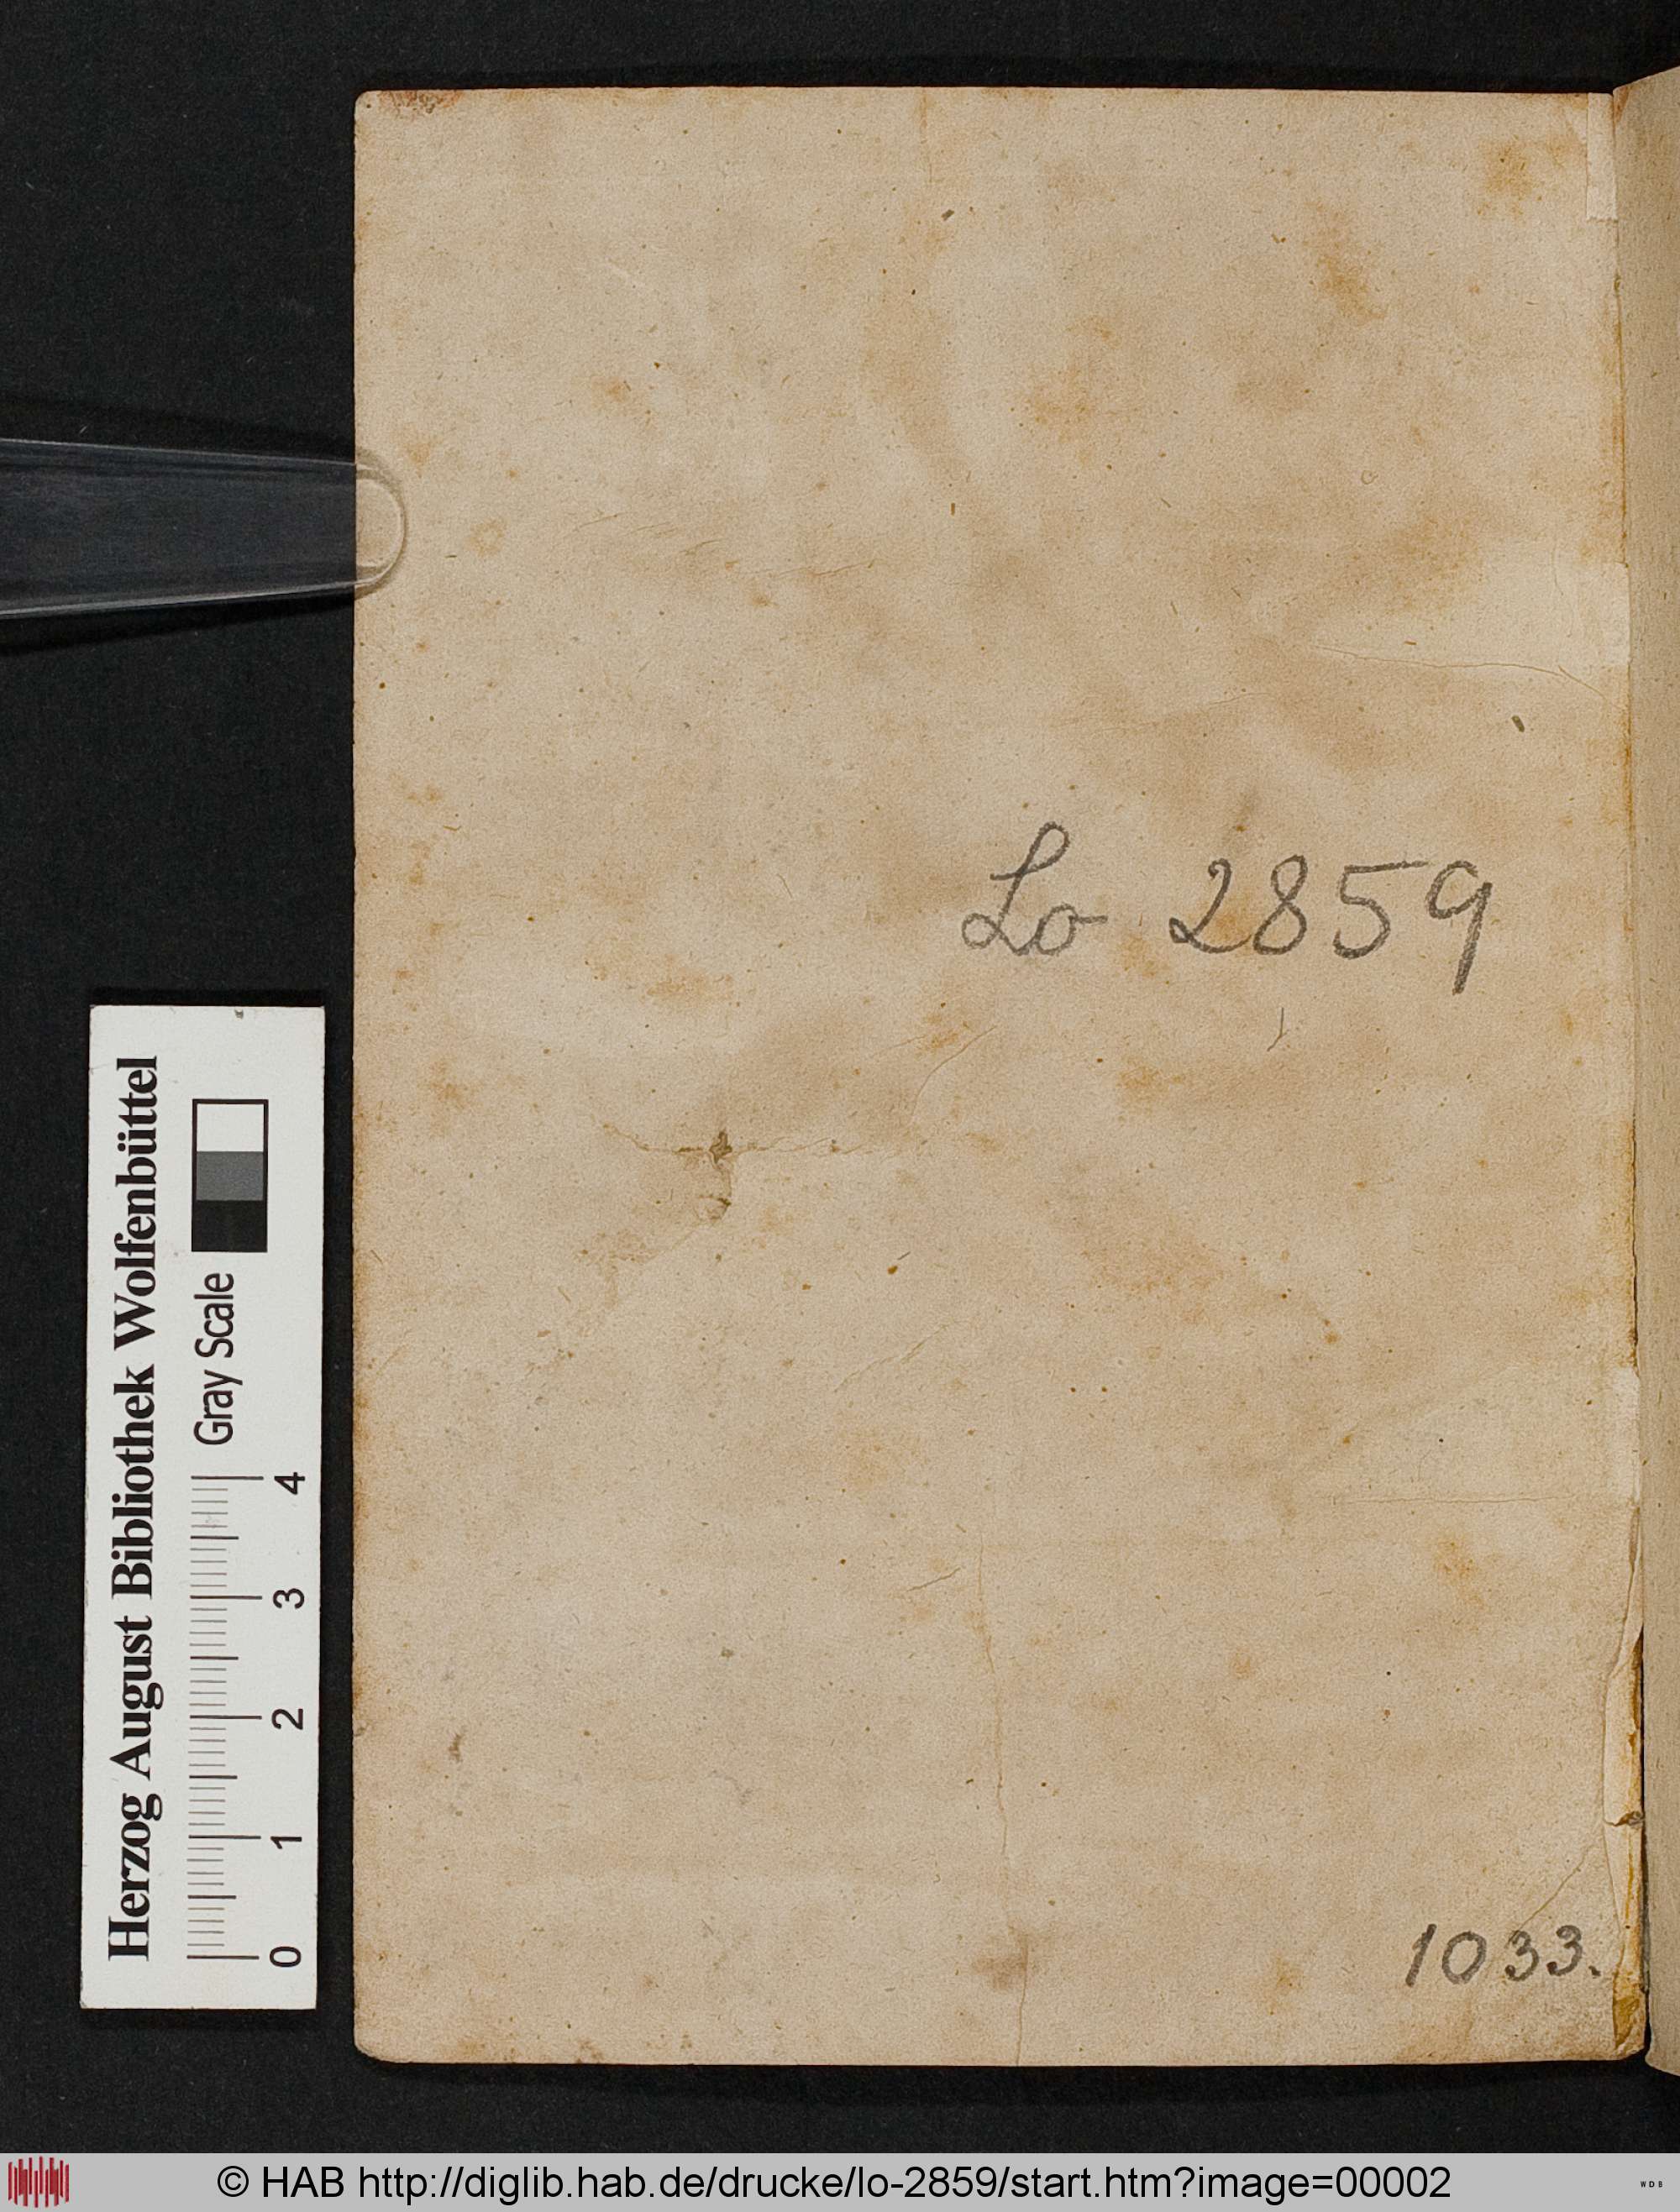 Lo 2859
1033.
Herzog August Bibliothek Wolfenbüttel
Gray Scale
0 1 2 3 4
© HAB http://diglib.hab.de/drucke/lo-2859/start.htm?image=00002
WDB